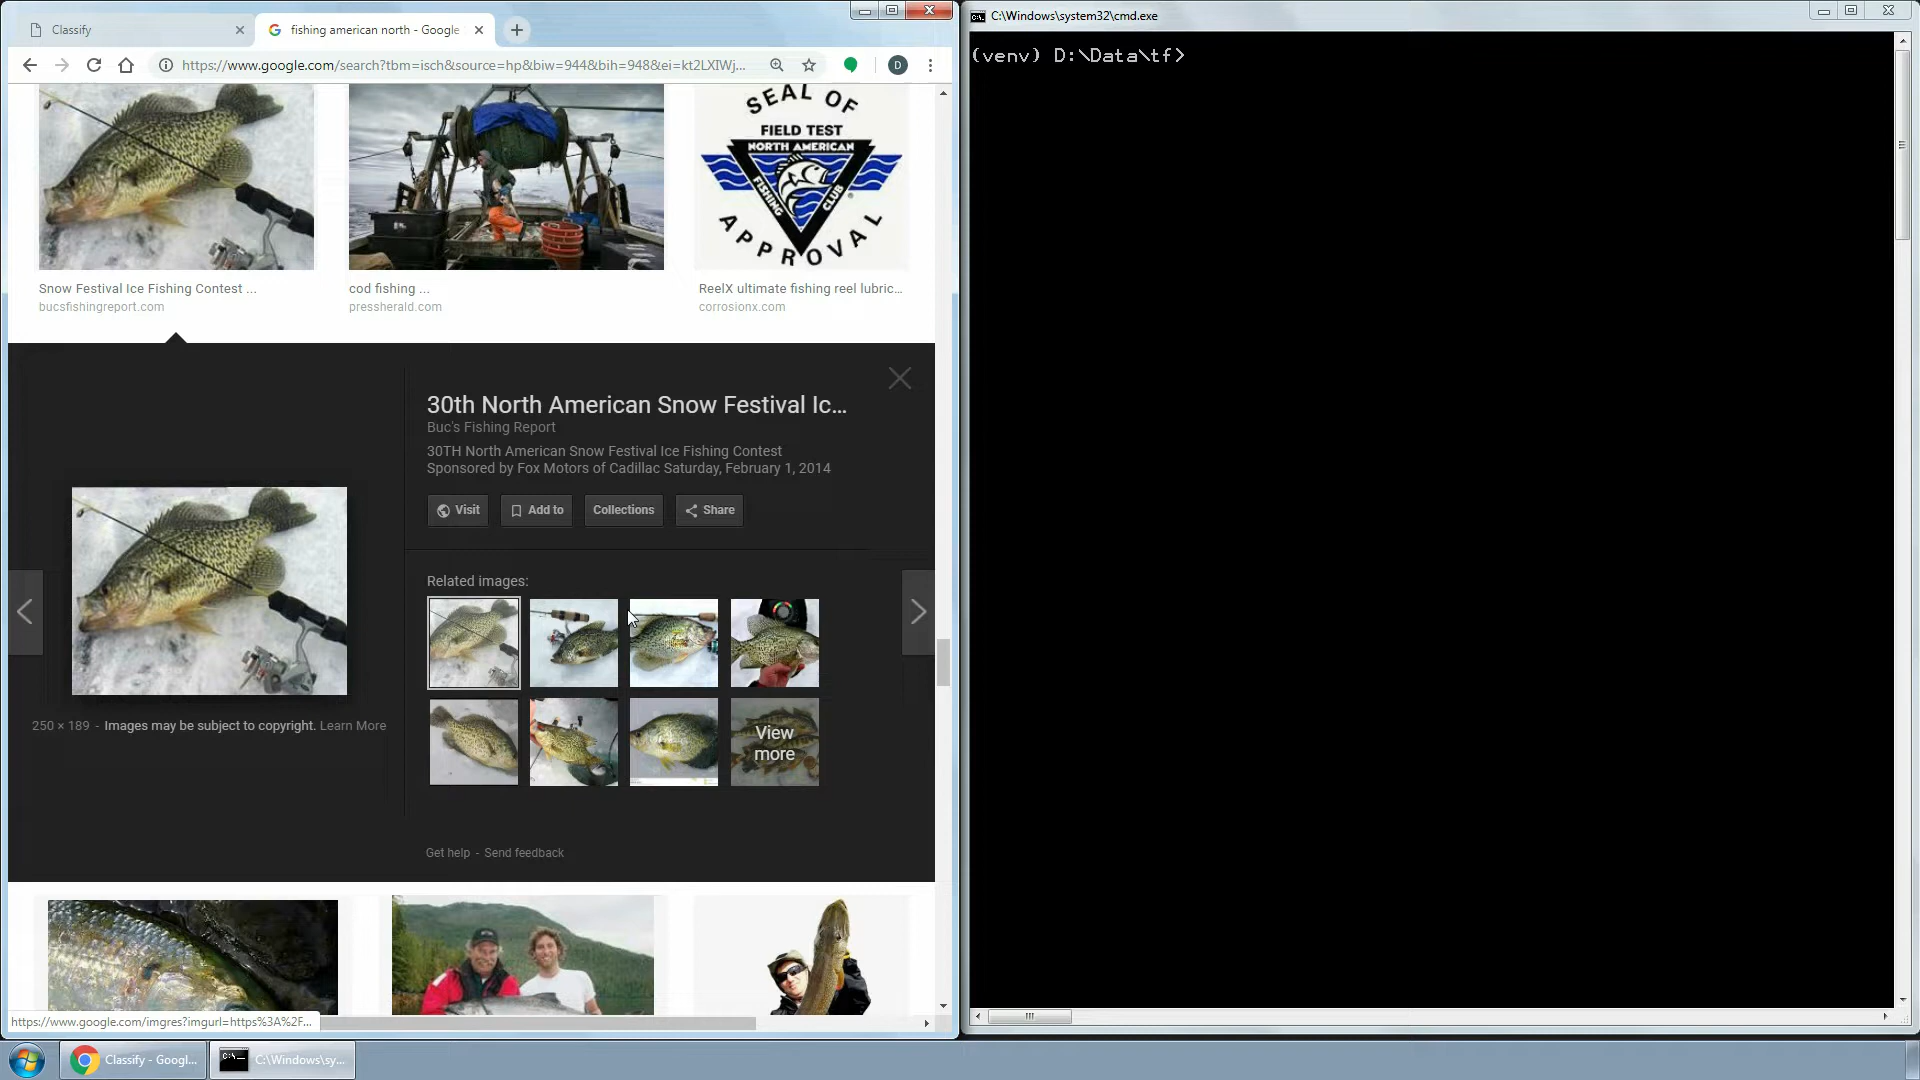 Classify
fishing american north - Google
https://www.google.com/search?tbm=isch&source=hp&biw=944&bih=948&ei=kt2LXIWj...
D
SEAL OF
FIELD TEST
NORTH AMERICAN
FISHING
CLUB
APPROVAL
Snow Festival Ice Fishing Contest ...
bucsfishingreport.com
cod fishing ...
pressherald.com
ReelX ultimate fishing reel lubric...
corrosionx.com
30th North American Snow Festival Ic...
Buc's Fishing Report
30TH North American Snow Festival Ice Fishing Contest
Sponsored by Fox Motors of Cadillac Saturday, February 1, 2014
Visit
Add to
Collections
Share
Related images:
View
more
250 × 189 - Images may be subject to copyright. Learn More
Get help - Send feedback
https://www.google.com/imgres?imgurl=https%3A%2F...
Classify - Googl...
C:\Windows\sy...
C:\Windows\system32\cmd.exe
(venv) D:\Data\tf>